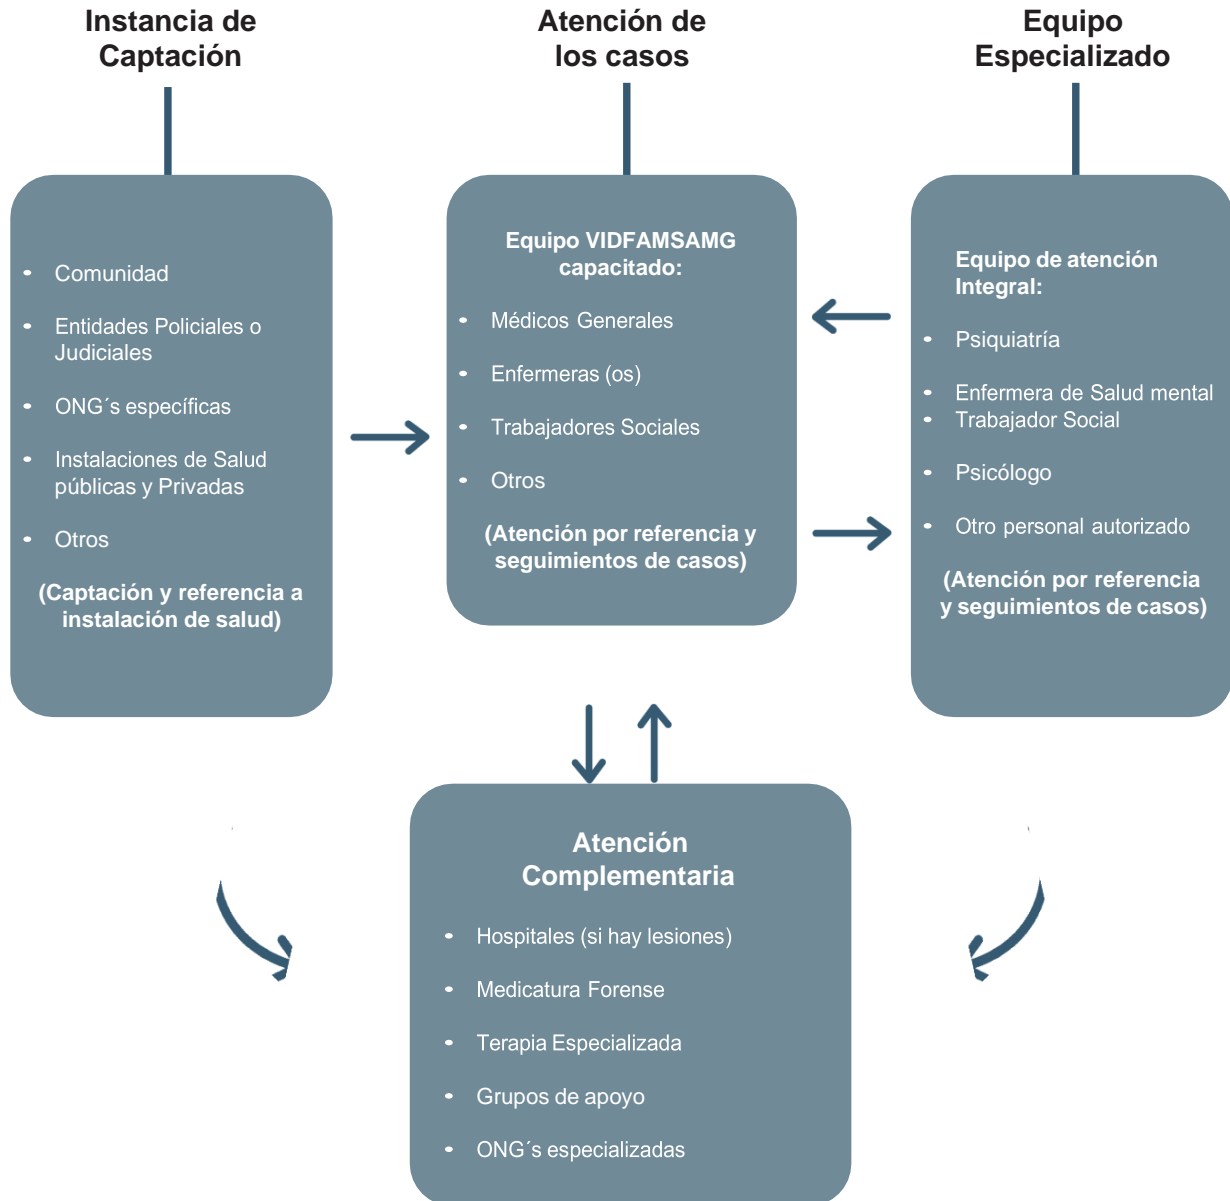 Instancia de
Captación
Atención de
los casos
Equipo
Especializado
• Comunidad
• Entidades Policiales o
Judiciales
• ONG´s específicas
• Instalaciones de Salud
públicas y Privadas
• Otros
(Captación y referencia a
instalación de salud)
Equipo VIDFAMSAMG
capacitado:
• Médicos Generales
• Enfermeras (os)
• Trabajadores Sociales
• Otros
(Atención por referencia y
seguimientos de casos)
Equipo de atención
Integral:
• Psiquiatría
• Enfermera de Salud mental
• Trabajador Social
• Psicólogo
• Otro personal autorizado
(Atención por referencia
y seguimientos de casos)
Atención
Complementaria
• Hospitales (si hay lesiones)
• Medicatura Forense
• Terapia Especializada
• Grupos de apoyo
• ONG´s especializadas